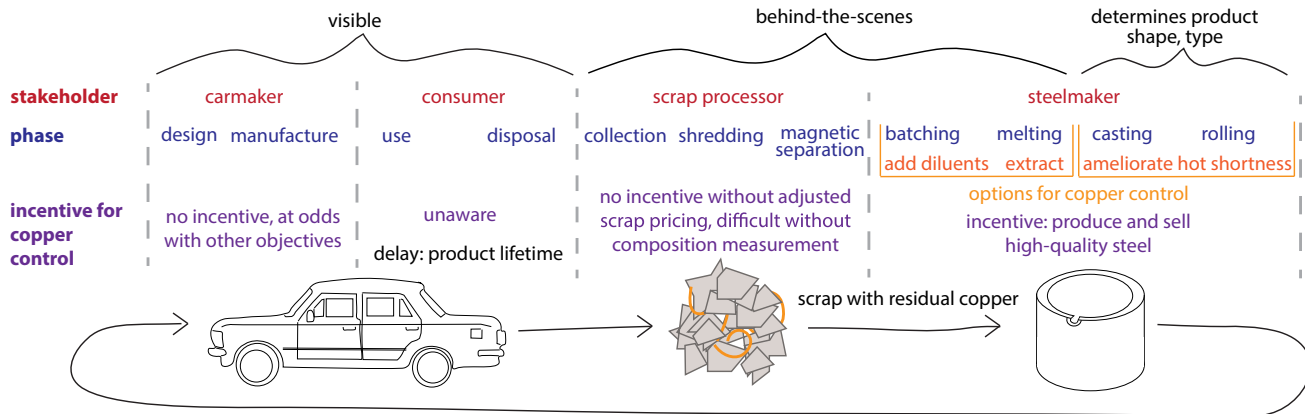 visible
behind-the-scenes
determines product
shape, type
stakeholder
carmaker
consumer
scrap processor
steelmaker
phase
design manufacture
use
disposal
collection shredding magnetic
separation
batching
melting
casting
rolling
add diluents
extract
ameliorate hot shortness
options for copper control
incentive for
copper
control
no incentive, at odds
with other objectives
unaware
delay: product lifetime
no incentive without adjusted
scrap pricing, difficult without
composition measurement
incentive: produce and sell
high-quality steel
scrap with residual copper